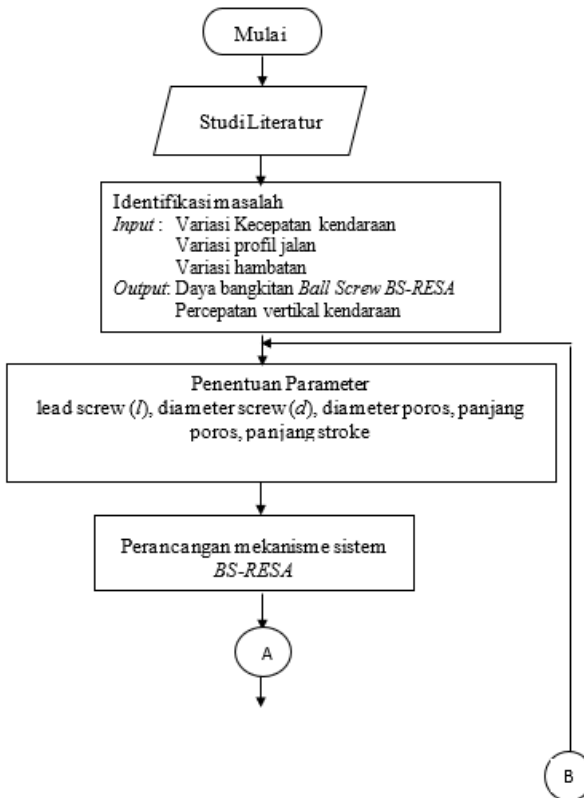 Mulai
Studi Literatur
Identifikasi masalah
Input : Variasi Kecepatan kendaraan
Variasi profil jalan
Variasi hambatan
Output: Daya bangkitan Ball Screw BS-RESA
Percepatan vertikal kendaraan
Penentuan Parameter
lead screw (l), diameter screw (d), diameter poros, panjang
poros, panjang stroke
Perancangan mekanisme sistem
BS-RESA
A
B